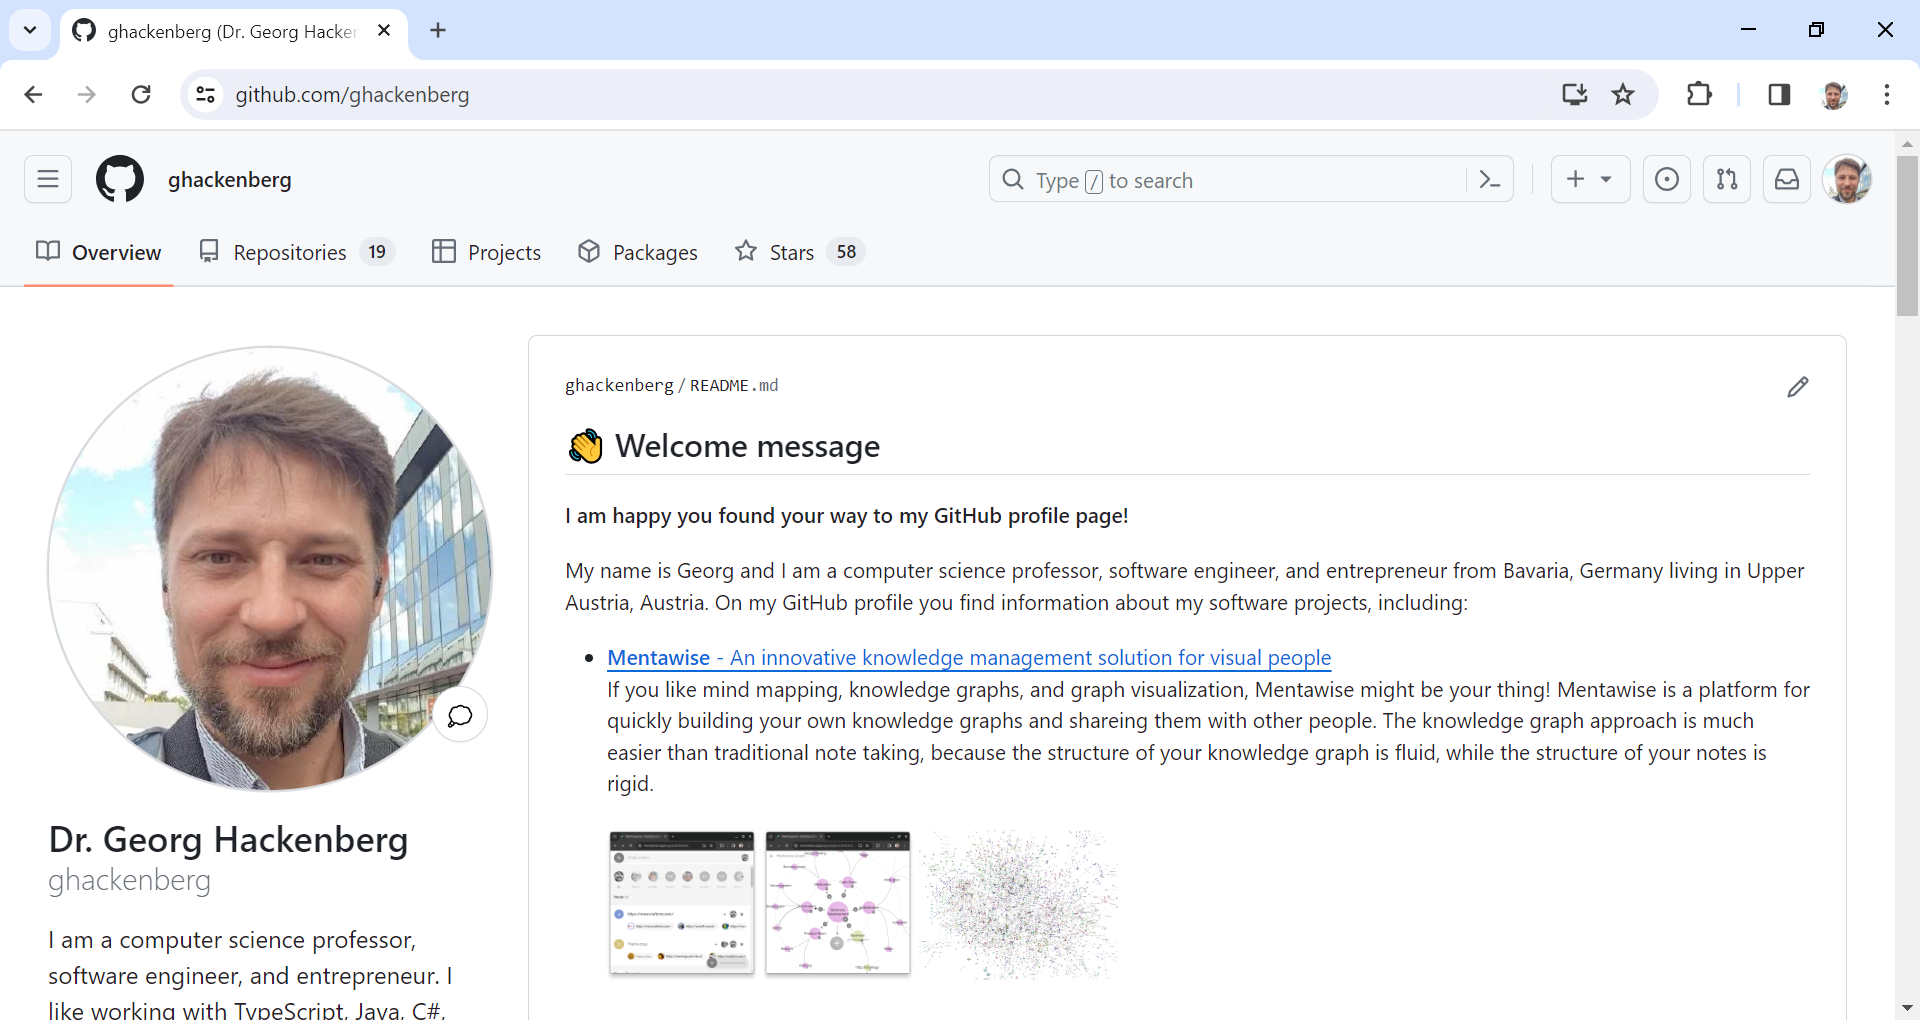 ghackenberg (Dr. Georg Hacken
github.com/ghackenberg
ghackenberg
Type / to search
Overview
Repositories 19
Projects
Packages
Stars 58
ghackenberg/README.md
👋 Welcome message
I am happy you found your way to my GitHub profile page!
My name is Georg and I am a computer science professor, software engineer, and entrepreneur from Bavaria, Germany living in Upper
Austria, Austria. On my GitHub profile you find information about my software projects, including:
Mentawise - An innovative knowledge management solution for visual people
If you like mind mapping, knowledge graphs, and graph visualization, Mentawise might be your thing! Mentawise is a platform for
quickly building your own knowledge graphs and shareing them with other people. The knowledge graph approach is much
easier than traditional note taking, because the structure of your knowledge graph is fluid, while the structure of your notes is
rigid.
Dr. Georg Hackenberg
ghackenberg
I am a computer science professor,
software engineer, and entrepreneur. I
like working with TypeScript, Java, C#,